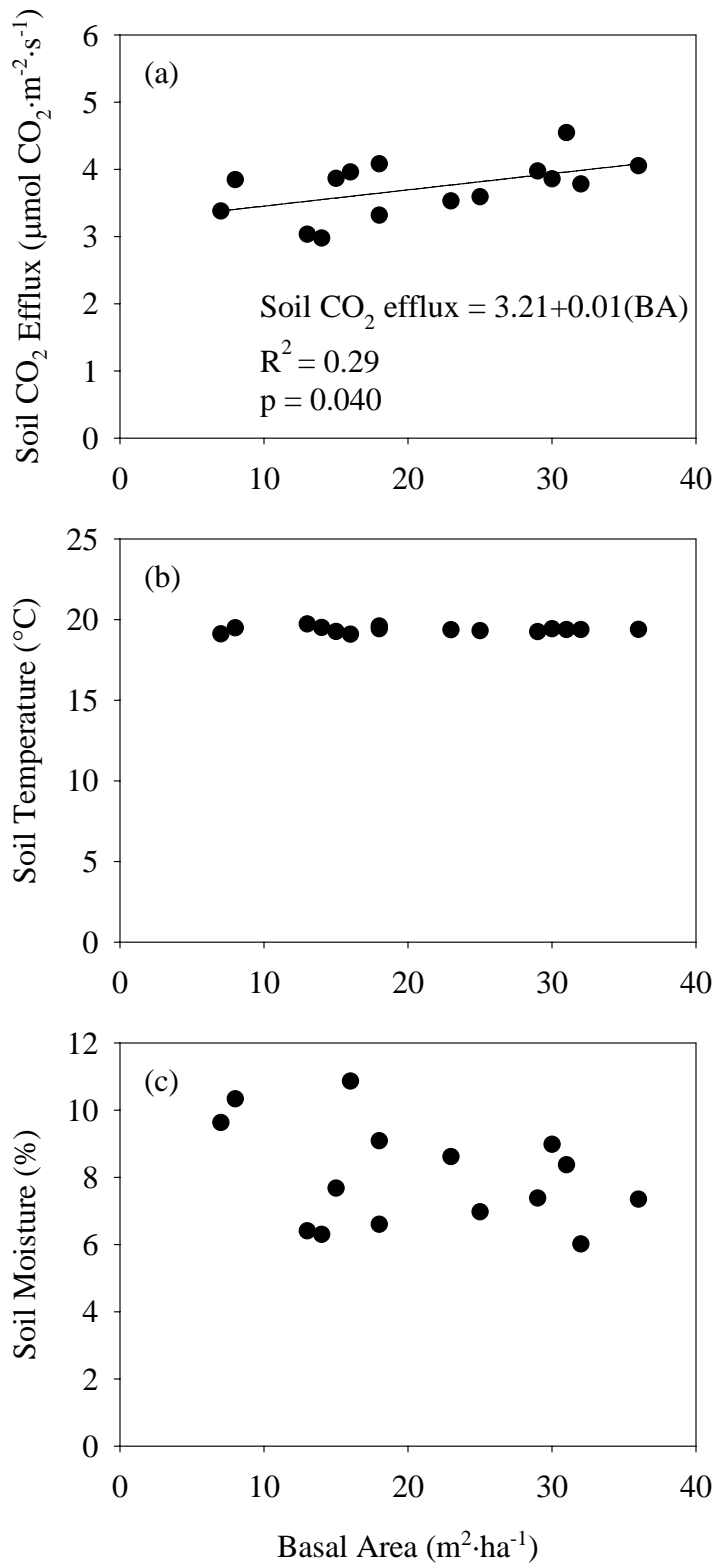 Soil CO₂ Efflux (μmol CO₂·m⁻²·s⁻¹)
6
5
4
3
2
1
0
(a)
Soil CO₂ efflux = 3.21+0.01(BA)
R² = 0.29
p = 0.040
0 10 20 30 40
Soil Temperature (°C)
25
20
15
10
5
0
(b)
0 10 20 30 40
Soil Moisture (%)
12
10
8
6
4
2
0
(c)
0 10 20 30 40
Basal Area (m²·ha⁻¹)